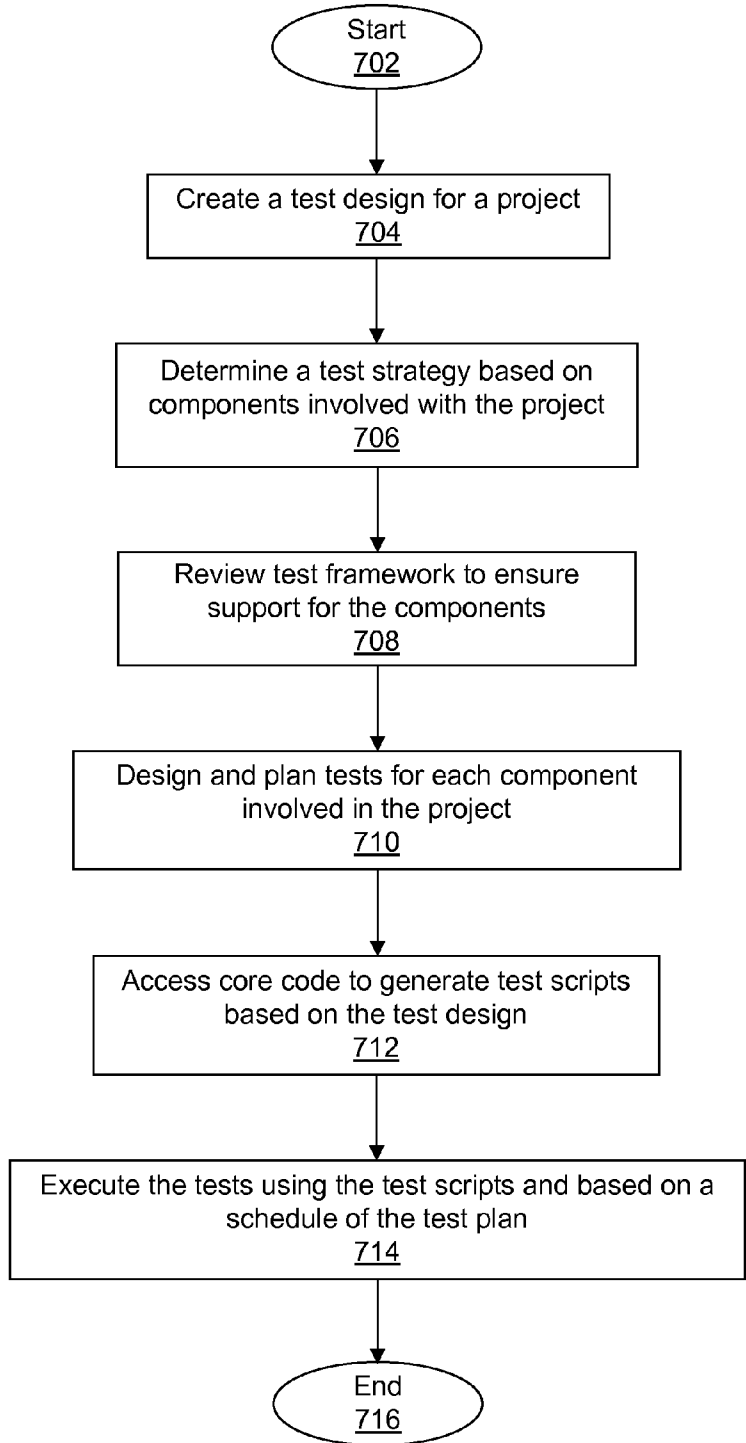 Start
702
Create a test design for a project
704
Determine a test strategy based on
components involved with the project
706
Review test framework to ensure
support for the components
708
Design and plan tests for each component
involved in the project
710
Access core code to generate test scripts
based on the test design
712
Execute the tests using the test scripts and based on a
schedule of the test plan
714
End
716